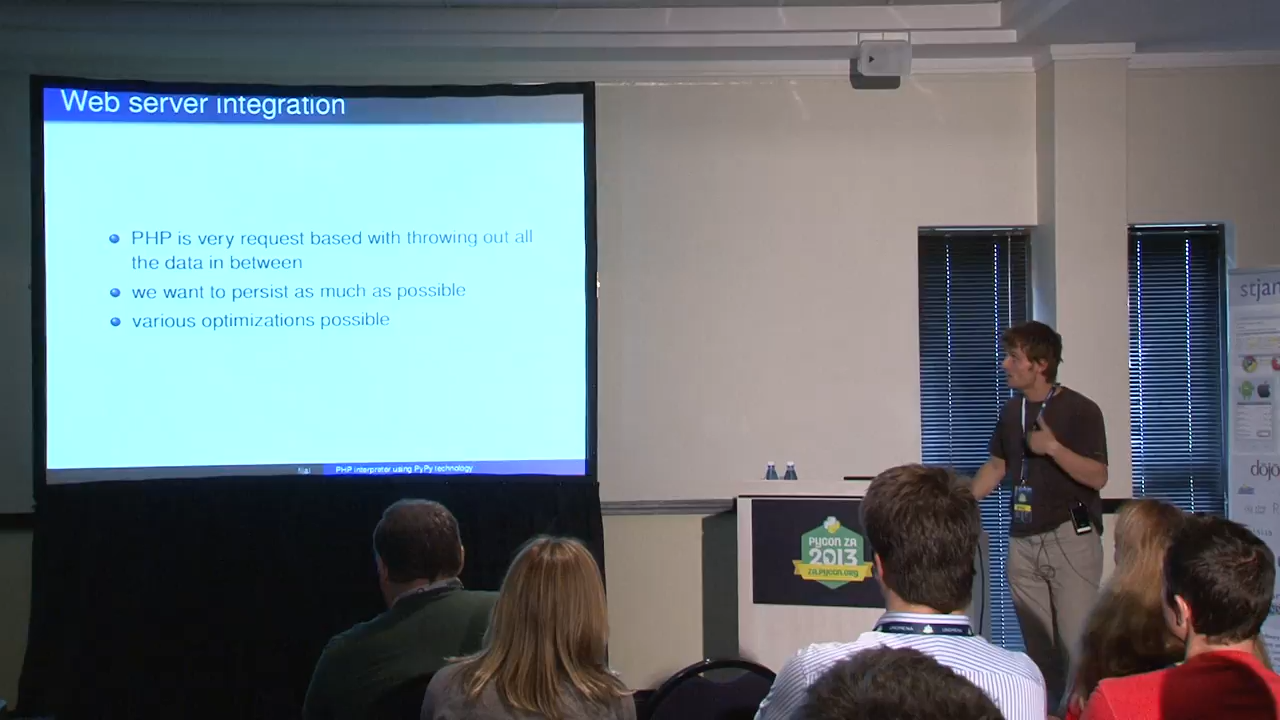 Web server integration
PHP is very request based with throwing out all
the data in between
we want to persist as much as possible
various optimizations possible
PHP interpreter using PyPy technology
PYCON ZA
2013
ZA.PYCON.ORG
stjan
dojo